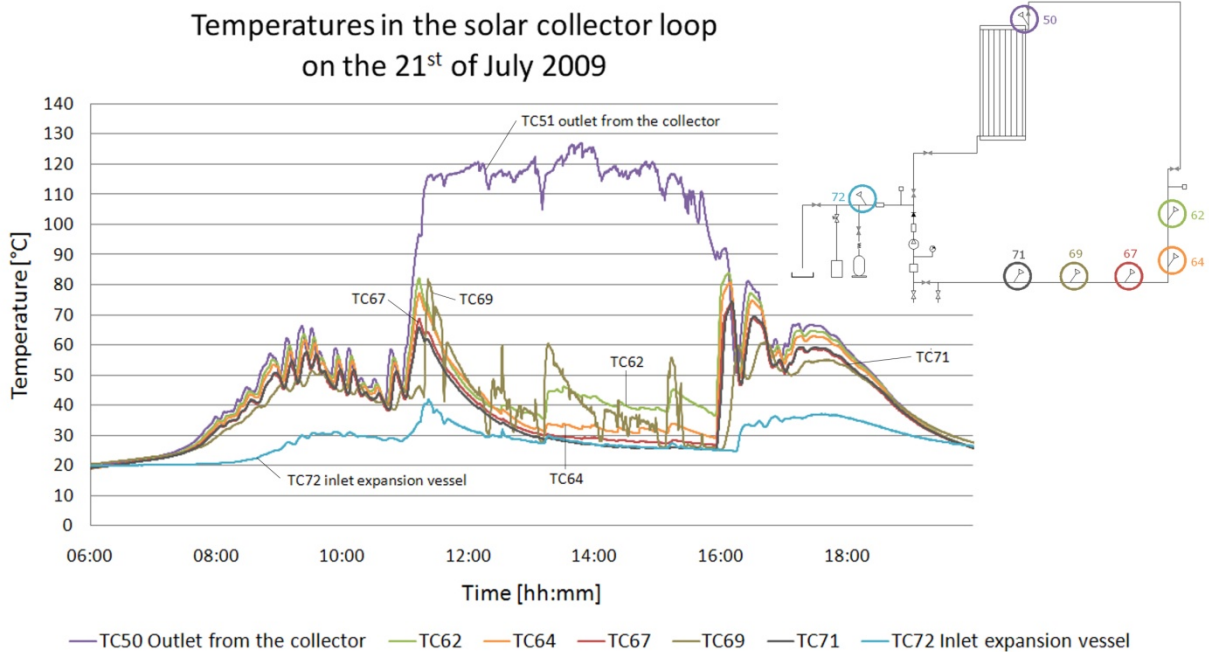 Temperatures in the solar collector loop
on the 21st of July 2009
50
62
64
67
69
71
72
Temperature [°C]
140
130
120
110
100
90
80
70
60
50
40
30
20
10
0
TC51 outlet from the collector
TC67
TC69
TC62
TC71
TC64
TC72 inlet expansion vessel
06:00 08:00 10:00 12:00 14:00 16:00 18:00
Time [hh:mm]
TC50 Outlet from the collector TC62 TC64 TC67 TC69 TC71 TC72 Inlet expansion vessel